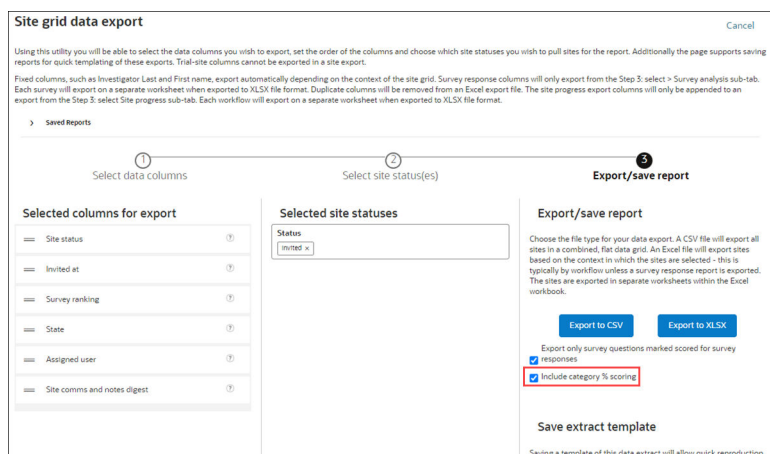 Site grid data export
Cancel
Using this utility you will be able to select the data columns you wish to export, set the order of the columns and choose which site statuses you wish to pull sites for the report. Additionally the page supports saving
reports for quick templating of these exports. Trial-site columns cannot be exported in a site export.
Fixed columns, such as Investigator Last and First name, export automatically depending on the context of the site grid. Survey response columns will only export from the Step 3: select > Survey analysis sub-tab.
Each survey will export on a separate worksheet when exported to XLSX file format. Duplicate columns will be removed from an Excel export file. The site progress export columns will only be appended to an
export from the Step 3: select Site progress sub-tab. Each workflow will export on a separate worksheet when exported to XLSX file format.
> Saved Reports
1
Select data columns
2
Select site status(es)
3
Export/save report
Selected columns for export
Site status ?
Invited at ?
Survey ranking ?
State ?
Assigned user ?
Site comms and notes digest ?
Selected site statuses
Status
Invited ×
Export/save report
Choose the file type for your data export. A CSV file will export all
sites in a combined, flat data grid. An Excel file will export sites
based on the context in which the sites are selected - this is
typically by workflow unless a survey response report is exported.
The sites are exported in separate worksheets within the Excel
workbook.
Export to CSV
Export to XLSX
Export only survey questions marked scored for survey
responses
Include category % scoring
Save extract template
Saving a template of this data extract will allow quick reproduction